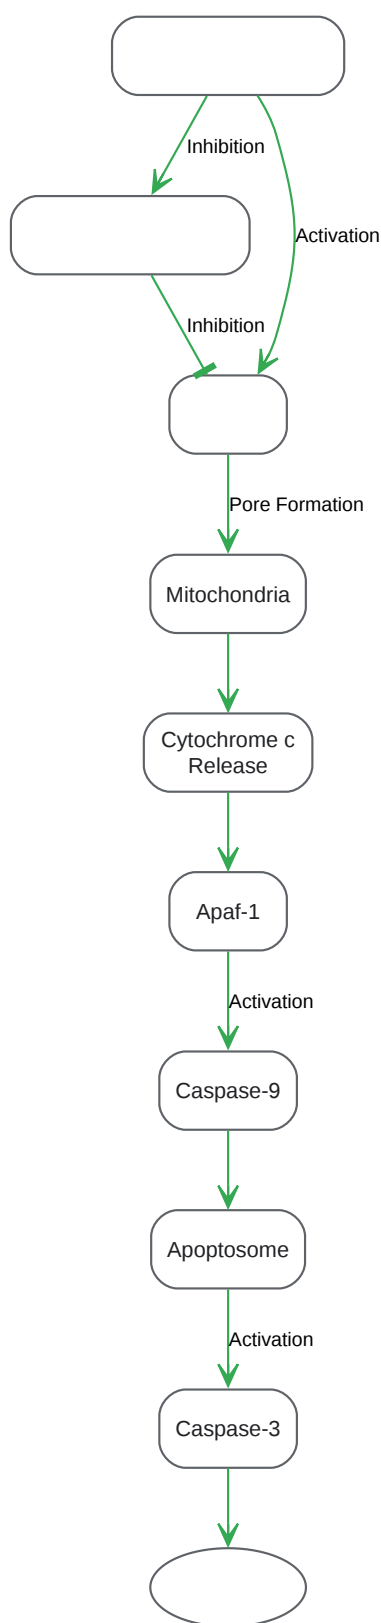 Inhibition
Activation
Inhibition
Pore Formation
Mitochondria
Cytochrome c
Release
Apaf-1
Activation
Caspase-9
Apoptosome
Activation
Caspase-3